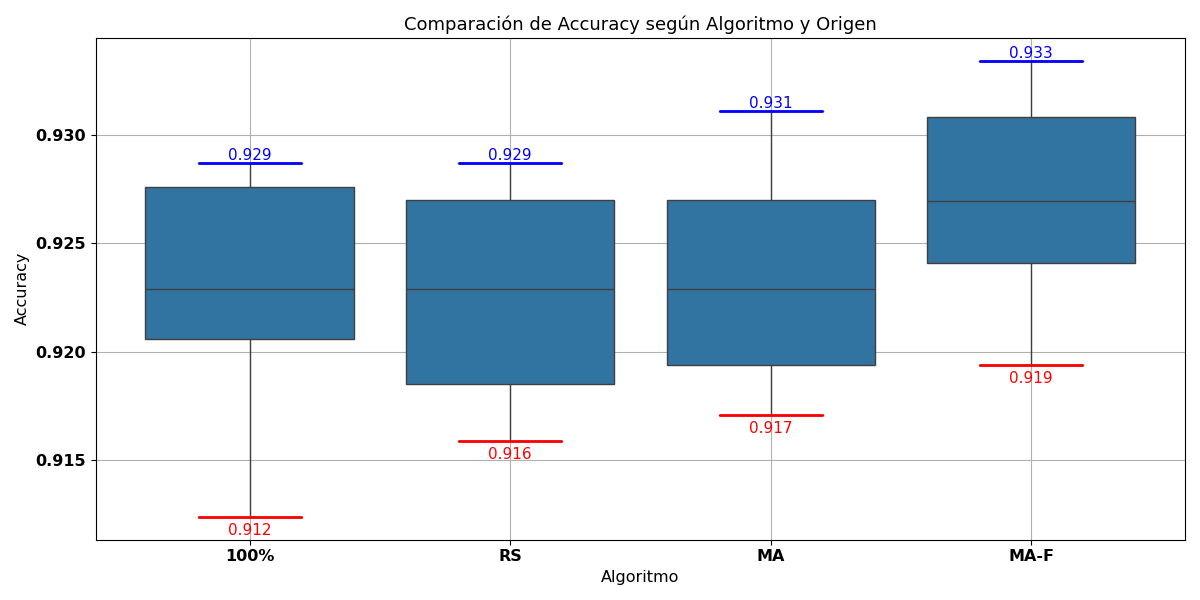 Comparación de Accuracy según Algoritmo y Origen
0.933
0.931
0.930
0.929
0.929
0.925
0.920
0.919
0.917
0.916
0.915
0.912
Accuracy
100%
RS
MA
MA-F
Algoritmo